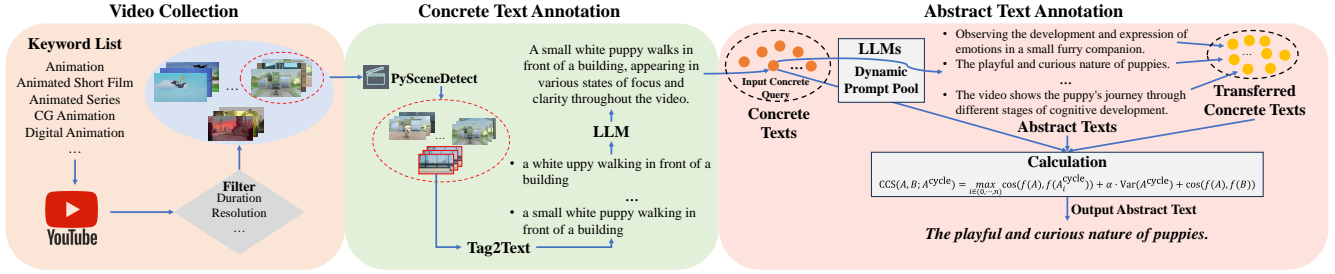 Video Collection
Keyword List
Animation
Animated Short Film
Animated Series
CG Animation
Digital Animation
...
YouTube
Filter
Duration
Resolution
...
...
Concrete Text Annotation
PySceneDetect
...
Tag2Text
A small white puppy walks in
front of a building, appearing in
various states of focus and
clarity throughout the video.
LLM
• a white uppy walking in front of a
building
...
• a small white puppy walking in
front of a building
Abstract Text Annotation
...
Input Concrete
Query
Concrete
Texts
LLMs
Dynamic
Prompt Pool
• Observing the development and expression of
emotions in a small furry companion.
• The playful and curious nature of puppies.
...
• The video shows the puppy's journey through
different stages of cognitive development.
Abstract Texts
...
Transferred
Concrete Texts
Calculation
CCS(A, B; A^cycle) = max_{i∈(0,⋯,n)} cos(f(A), f(A_i^cycle)) + α · Var(A^cycle) + cos(f(A), f(B))
Output Abstract Text
The playful and curious nature of puppies.